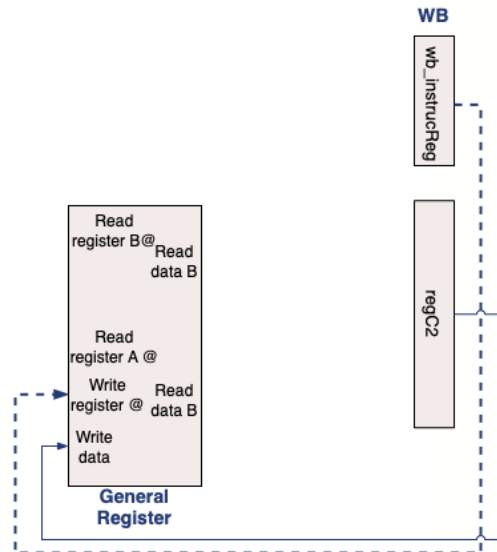 WB
wb_instrucReg
Read
register B@
Read
data B
regC2
Read
register A @
Write
register @
Read
data B
Write
data
General
Register